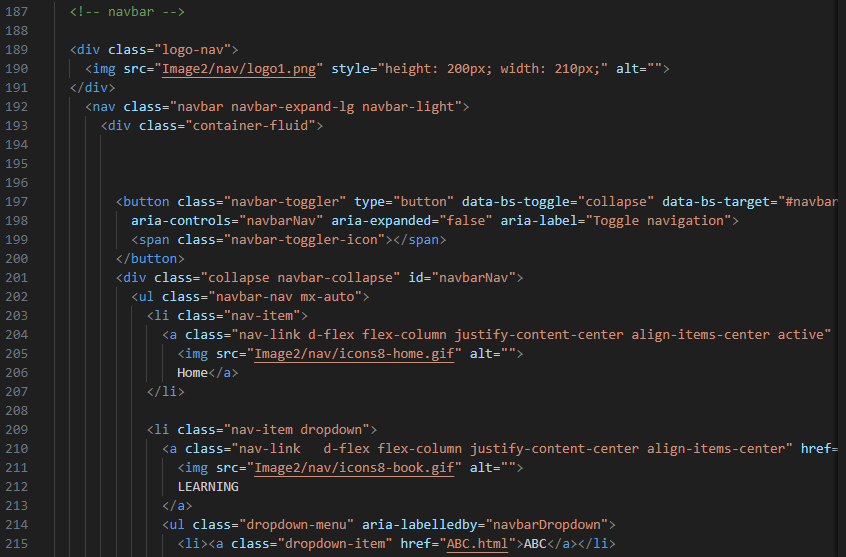 187 <!-- navbar -->
188
189 <div class="logo-nav">
190 <img src="Image2/nav/logo1.png" style="height: 200px; width: 210px;" alt="">
191 </div>
192 <nav class="navbar navbar-expand-lg navbar-light">
193 <div class="container-fluid">
194
195
196
197 <button class="navbar-toggler" type="button" data-bs-toggle="collapse" data-bs-target="#navbar
198 aria-controls="navbarNav" aria-expanded="false" aria-label="Toggle navigation">
199 <span class="navbar-toggler-icon"></span>
200 </button>
201 <div class="collapse navbar-collapse" id="navbarNav">
202 <ul class="navbar-nav mx-auto">
203 <li class="nav-item">
204 <a class="nav-link d-flex flex-column justify-content-center align-items-center active"
205 <img src="Image2/nav/icons8-home.gif" alt="">
206 Home</a>
207 </li>
208
209 <li class="nav-item dropdown">
210 <a class="nav-link   d-flex flex-column justify-content-center align-items-center" href=
211 <img src="Image2/nav/icons8-book.gif" alt="">
212 LEARNING
213 </a>
214 <ul class="dropdown-menu" aria-labelledby="navbarDropdown">
215 <li><a class="dropdown-item" href="ABC.html">ABC</a></li>